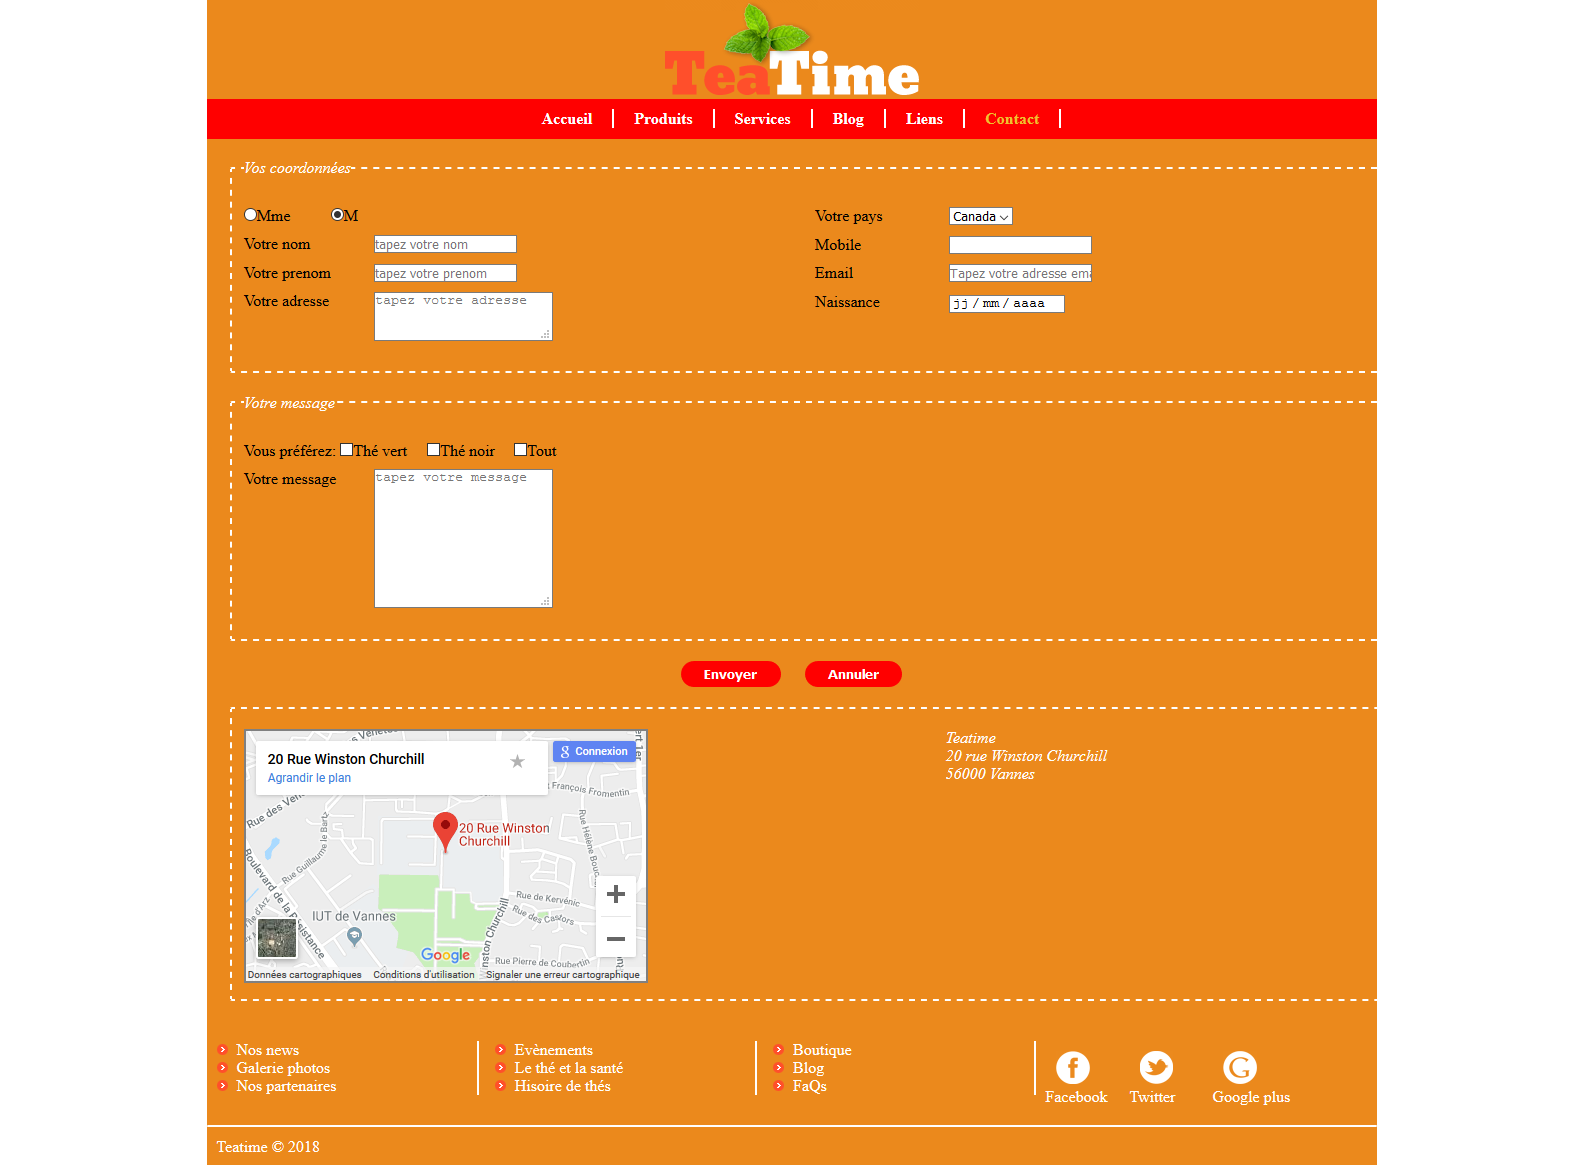 TeaTime
Accueil Produits Services Blog Liens Contact
Vos coordonnées
Mme M
Votre nom tapez votre nom
Votre prenom tapez votre prenom
Votre adresse tapez votre adresse
Votre pays Canada
Mobile
Email Tapez votre adresse ema
Naissance jj / mm / aaaa
Votre message
Vous préférez: Thé vert Thé noir Tout
Votre message tapez votre message
Envoyer Annuler
20 Rue Winston Churchill
Agrandir le plan
Connexion
François Fromentin
Rue des Ven
Rue Guillaume le Bart
Rue Hélène Bou
20 Rue Winston
Churchill
Boulevard de la Résistance
Rue de Kervénic
Rue des Castors
IUT de Vannes
nston Churchill
Rue Pierre de Coubertin
Google
Données cartographiques Conditions d'utilisation Signaler une erreur cartographique
Teatime
20 rue Winston Churchill
56000 Vannes
Nos news
Galerie photos
Nos partenaires
Evènements
Le thé et la santé
Hisoire de thés
Boutique
Blog
FaQs
Facebook Twitter Google plus
Teatime © 2018